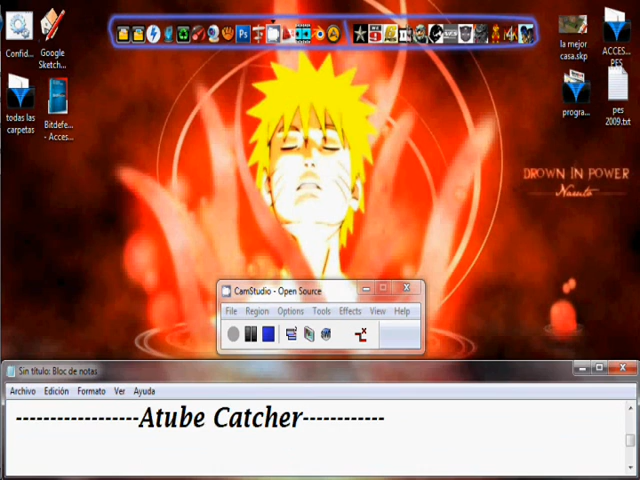 Confid...
Google
Sketch...
todas las
carpetas
Bitdefe...
- Acces...
Ps
la mejor
casa.skp
ACCES...
PES
progra...
pes
2009.txt
DROWN IN POWER
Naruto
CamStudio - Open Source
File Region Options Tools Effects View Help
Sin título: Bloc de notas
Archivo Edición Formato Ver Ayuda
------------------Atube Catcher------------